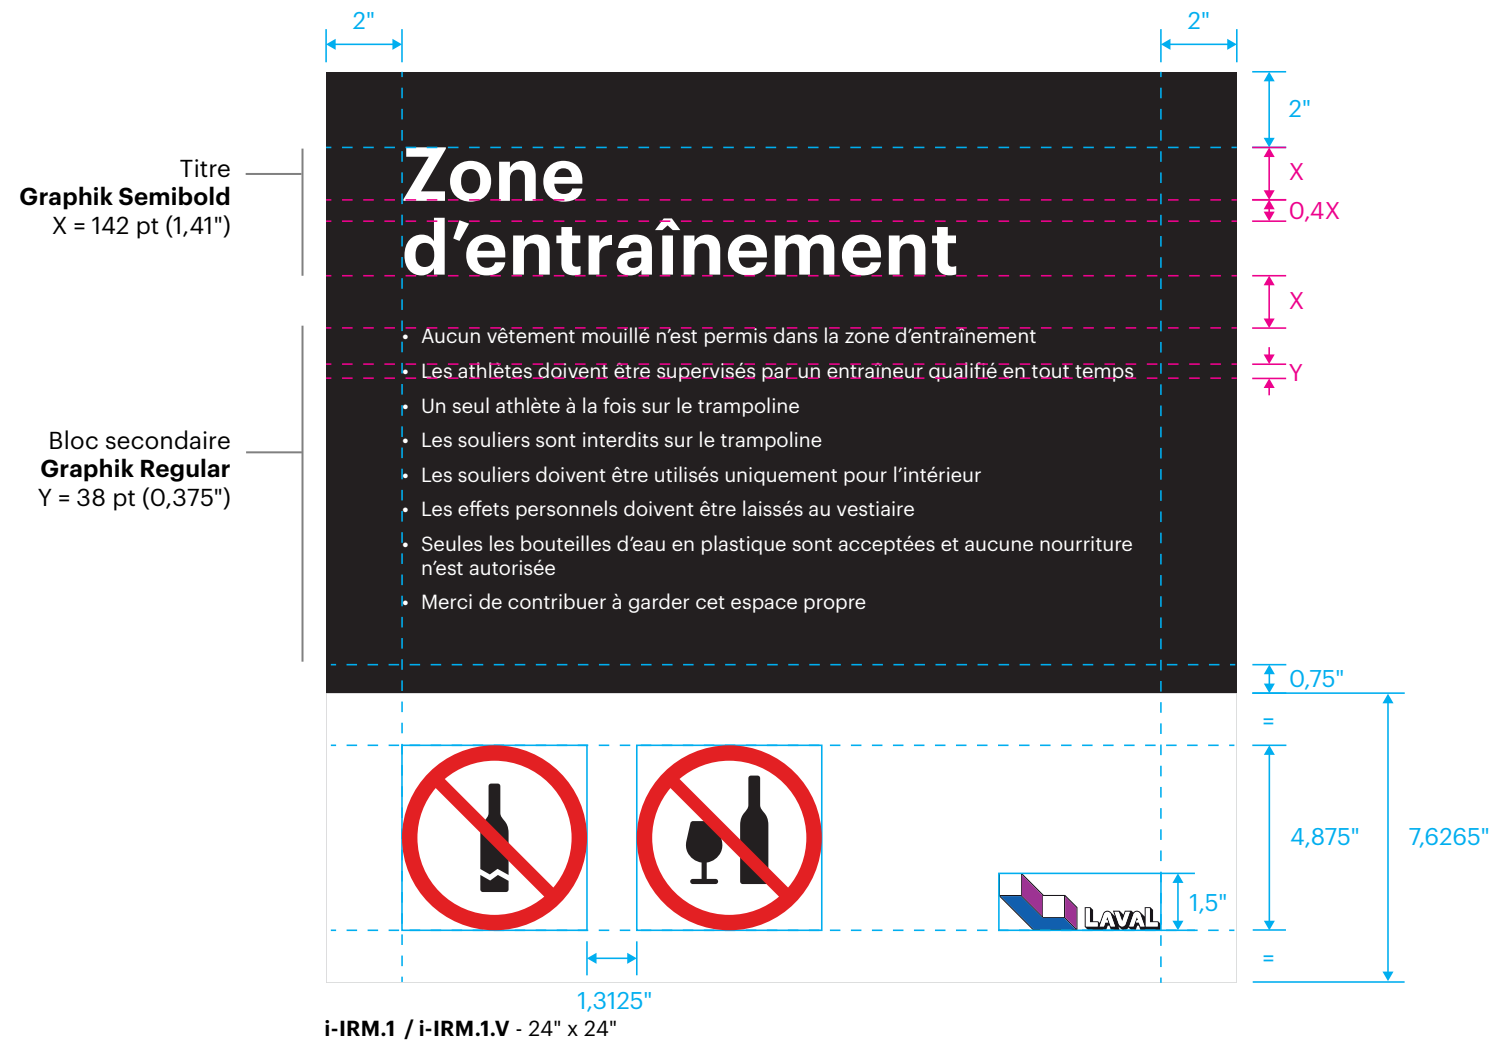 2"
2"
2"
Titre
Graphik Semibold
X = 142 pt (1,41")
Zone
d’entraînement
X
0,4X
X
Y
Bloc secondaire
Graphik Regular
Y = 38 pt (0,375")
• Aucun vêtement mouillé n’est permis dans la zone d’entraînement
• Les athlètes doivent être supervisés par un entraîneur qualifié en tout temps
• Un seul athlète à la fois sur le trampoline
• Les souliers sont interdits sur le trampoline
• Les souliers doivent être utilisés uniquement pour l’intérieur
• Les effets personnels doivent être laissés au vestiaire
• Seules les bouteilles d’eau en plastique sont acceptées et aucune nourriture
n’est autorisée
• Merci de contribuer à garder cet espace propre
0,75"
=
4,875"
7,6265"
1,5"
LAVAL
=
1,3125"
i-IRM.1 / i-IRM.1.V - 24" x 24"